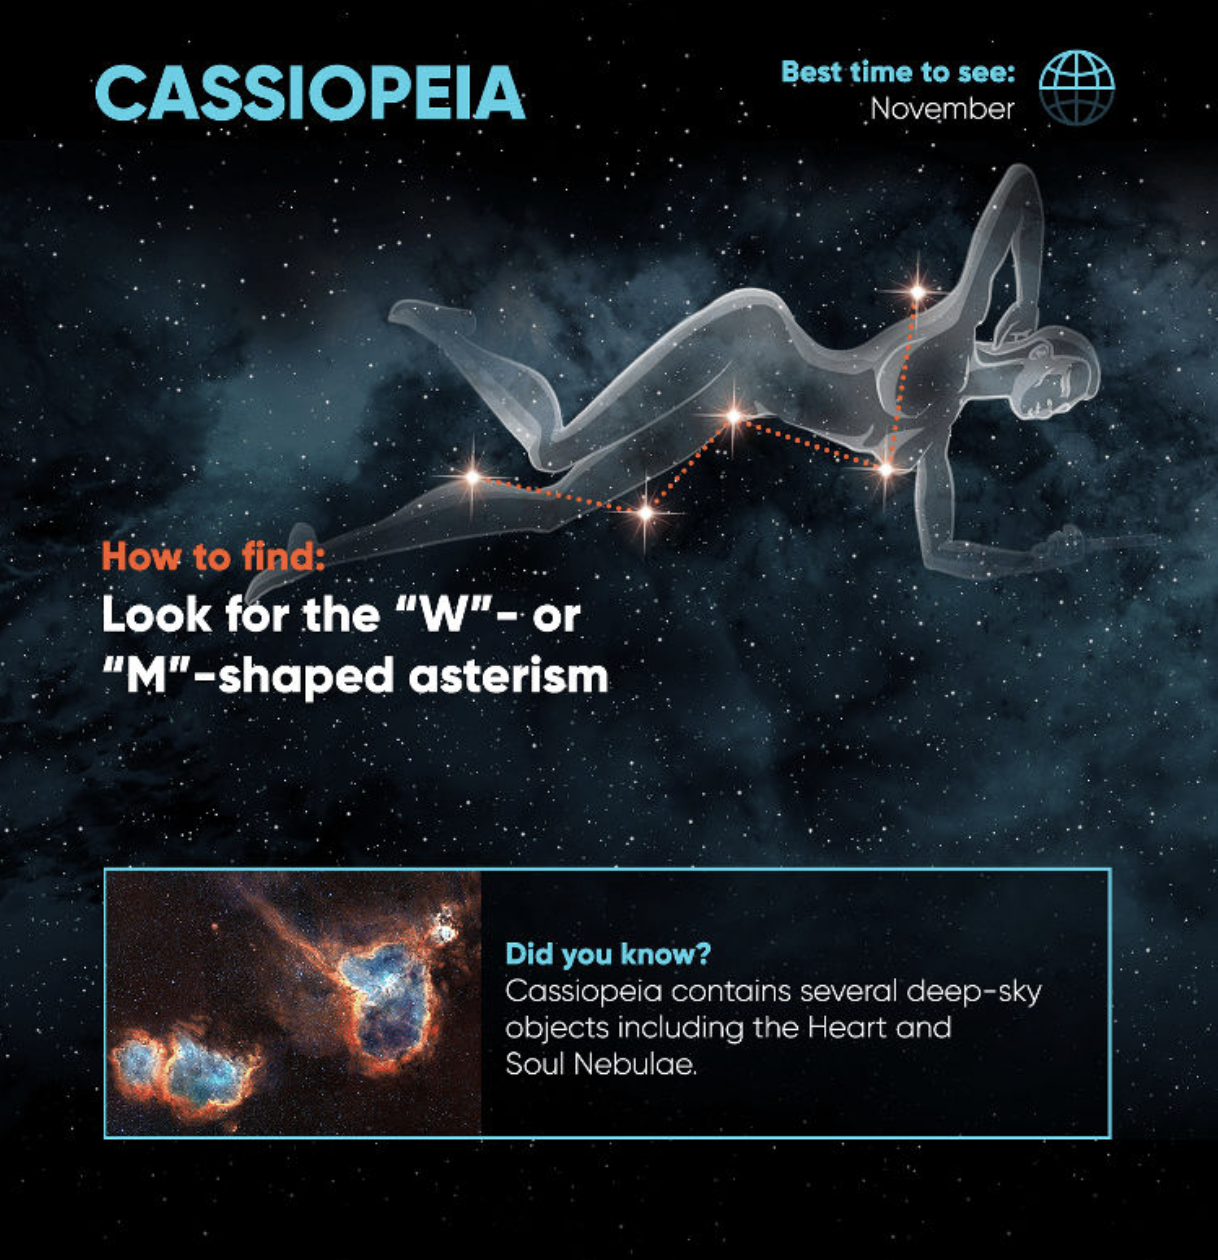 CASSIOPEIA
Best time to see:
November
How to find:
Look for the “W”- or
“M”-shaped asterism
Did you know?
Cassiopeia contains several deep-sky
objects including the Heart and
Soul Nebulae.